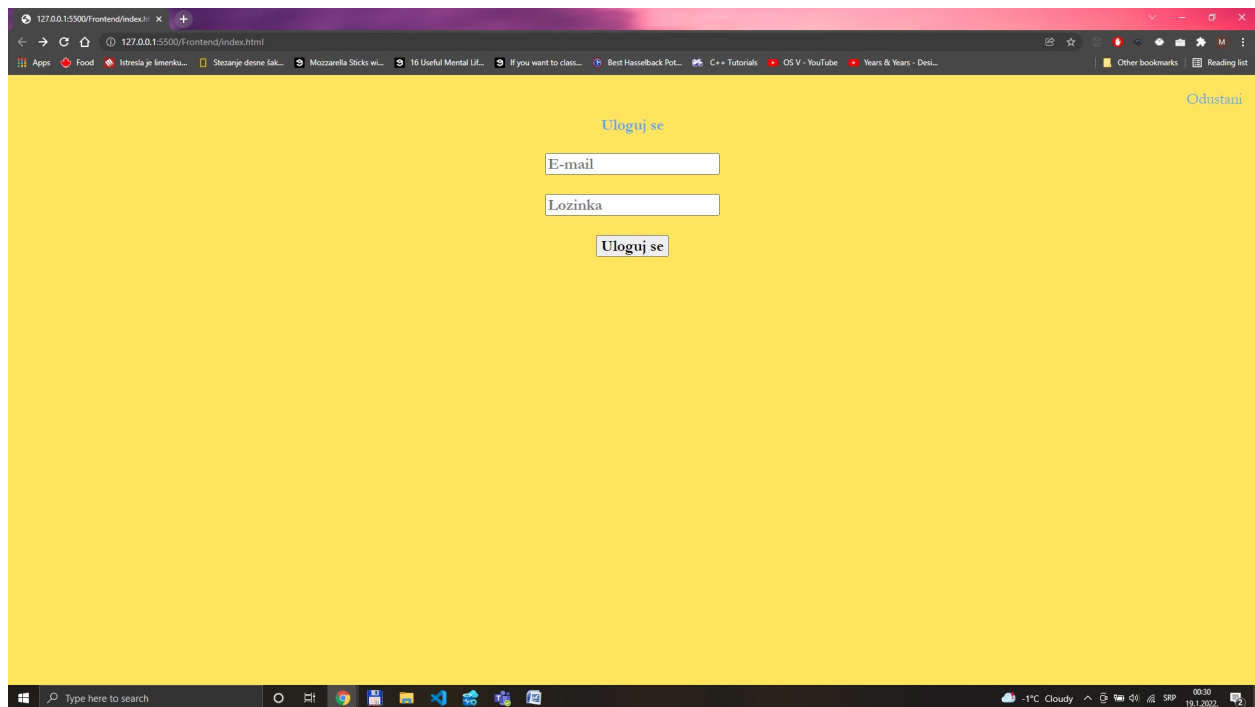 127.0.0.1:5500/Frontend/index.ht
127.0.0.1:5500/Frontend/index.html
M
Apps Food Istresla je limenku... Stezanje desne šak... Mozzarella Sticks wi... 16 Useful Mental Lif... If you want to class... Best Hasselback Pot... C++ Tutorials OS V - YouTube Years & Years - Desi... Other bookmarks Reading list
Odustani
Uloguj se
E-mail
Lozinka
Uloguj se
Type here to search
-1°C Cloudy SRP
00:30
19.1.2022.
2